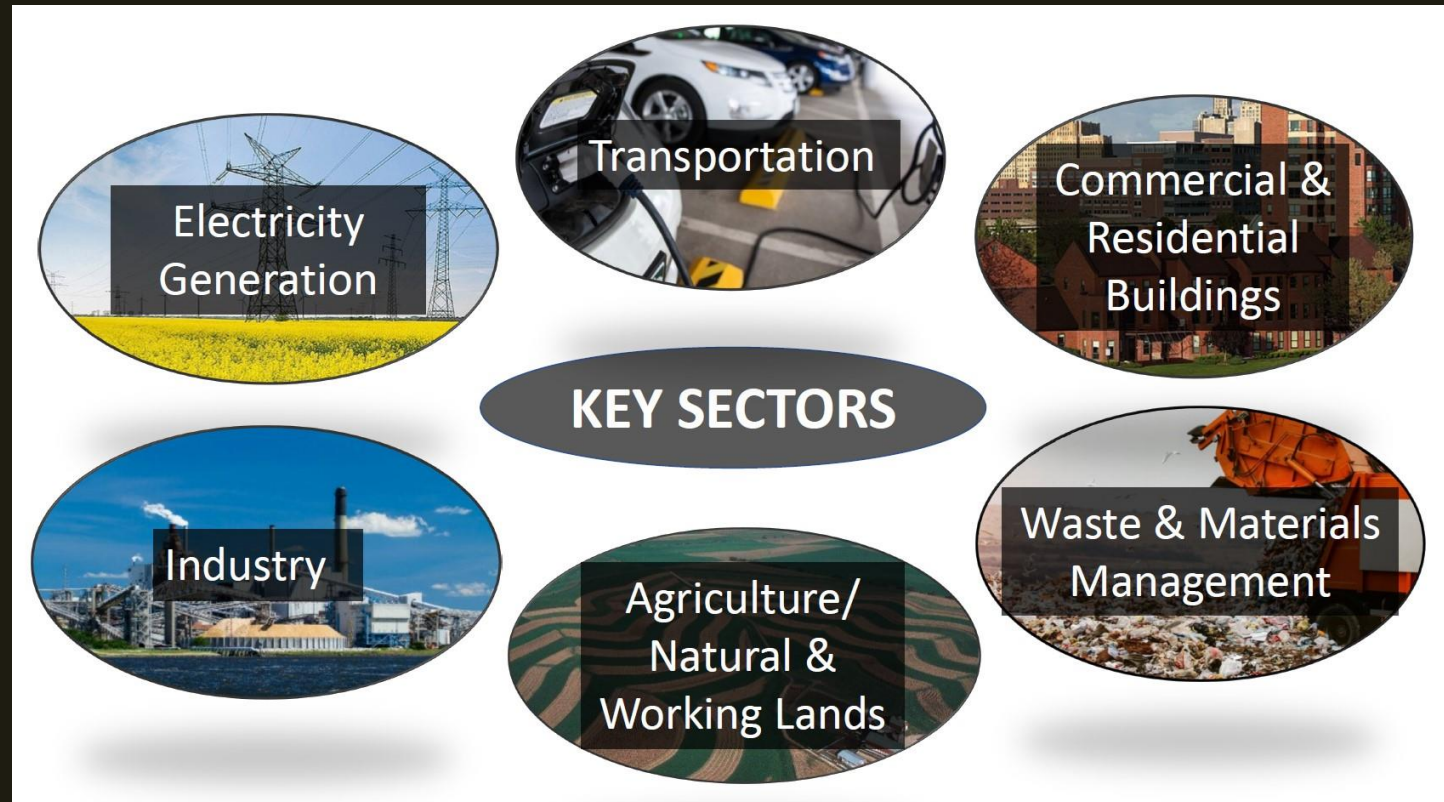 Transportation
Electricity
Generation
Commercial &
Residential
Buildings
KEY SECTORS
Industry
Agriculture/
Natural &
Working Lands
Waste & Materials
Management